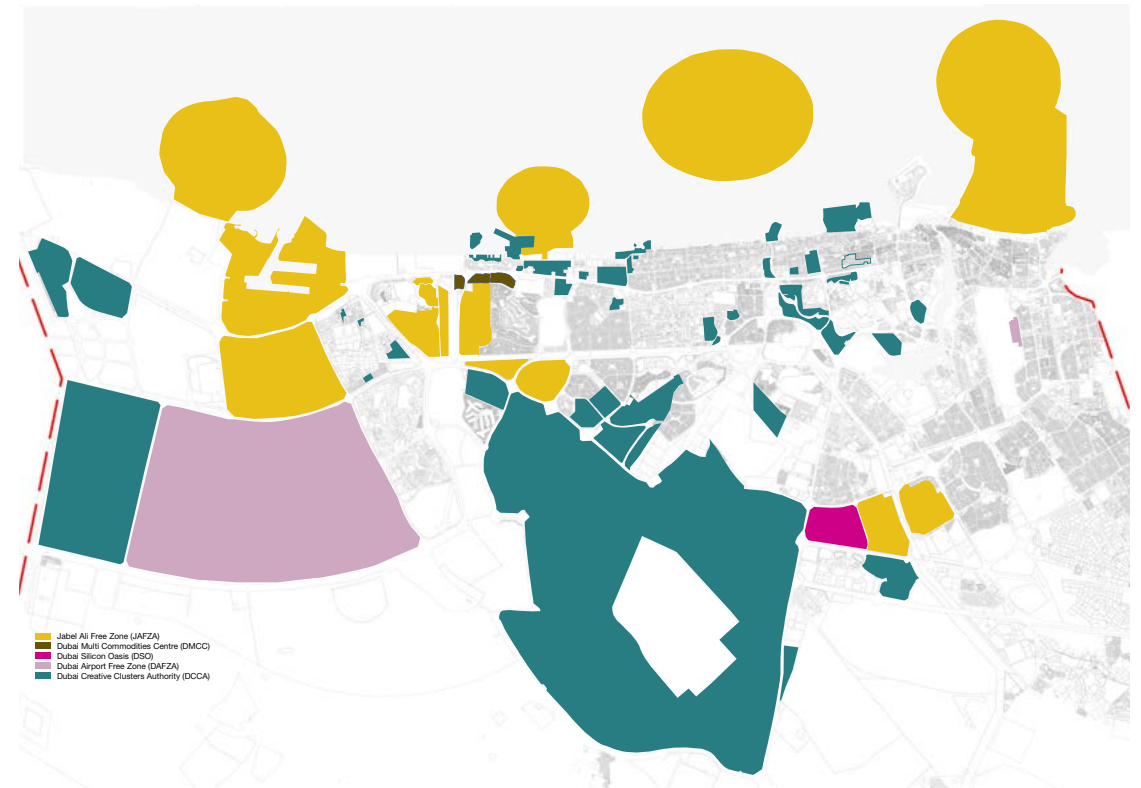 Jabel Ali Free Zone (JAFZA)
Dubai Multi Commodities Centre (DMCC)
Dubai Silicon Oasis (DSO)
Dubai Airport Free Zone (DAFZA)
Dubai Creative Clusters Authority (DCCA)